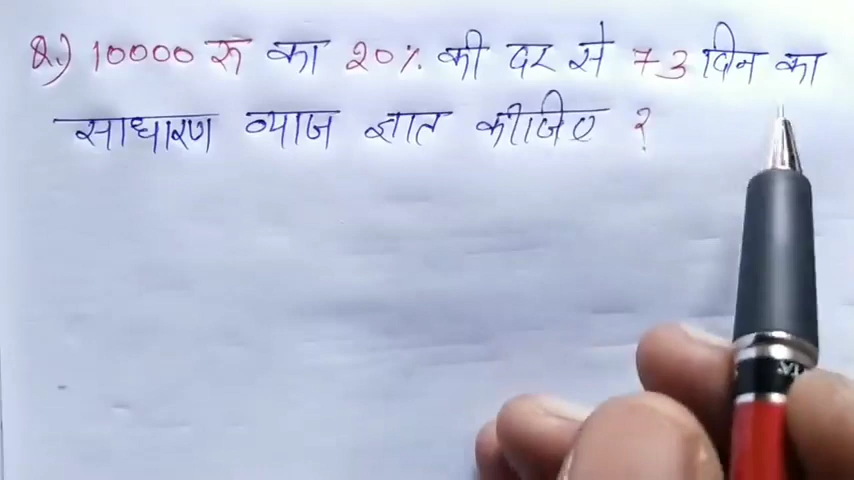 Q.) 10000 रु का 20% की दर से 73 दिन का
साधारण ब्याज ज्ञात कीजिए ?